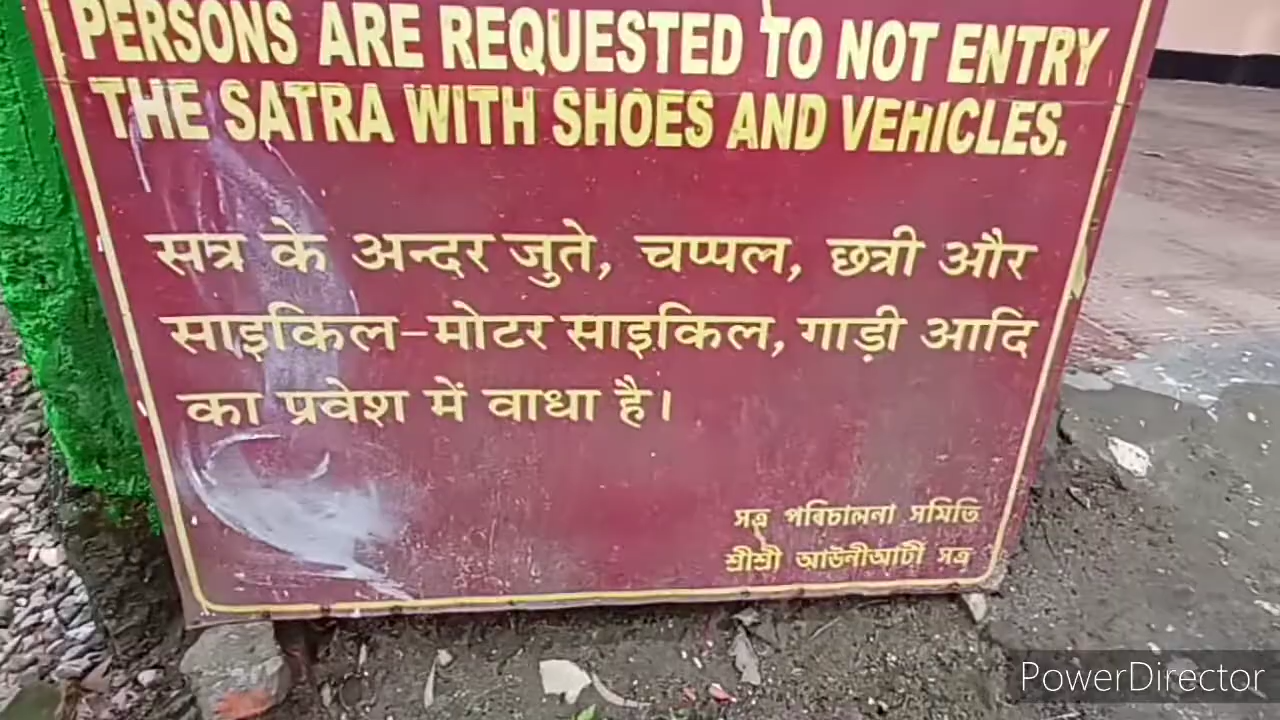 PERSONS ARE REQUESTED TO NOT ENTRY
THE SATRA WITH SHOES AND VEHICLES.
सत्र के अन्दर जुते, चप्पल, छत्री और
साइकिल-मोटर साइकिल, गाड़ी आदि
का प्रवेश में वाधा है।
সত্ৰ পৰিচালনা সমিতি
শ্ৰীশ্ৰী আউনীআটী সত্ৰ
PowerDirector